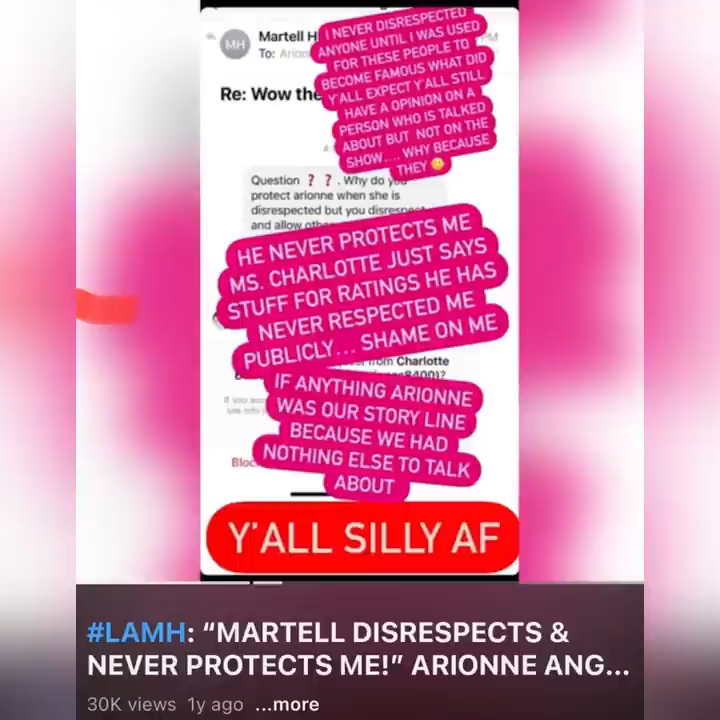 Martell H
MH
To: Arion
Re: Wow the
I NEVER DISRESPECTED
ANYONE UNTIL I WAS USED
FOR THESE PEOPLE TO
BECOME FAMOUS WHAT DID
Y'ALL EXPECT Y'ALL STILL
HAVE A OPINION ON A
PERSON WHO IS TALKED
ABOUT BUT NOT ON THE
SHOW.... WHY BECAUSE
THEY 🙂
Question ❓ ❓ . Why do you
protect arionne when she is
disrespected but you disrespect
and allow
HE NEVER PROTECTS ME
MS. CHARLOTTE JUST SAYS
STUFF FOR RATINGS HE HAS
NEVER RESPECTED ME
PUBLICLY... SHAME ON ME
from Charlotte
8400)?
IF ANYTHING ARIONNE
WAS OUR STORY LINE
BECAUSE WE HAD
NOTHING ELSE TO TALK
ABOUT
Bloc
Y'ALL SILLY AF
#LAMH: “MARTELL DISRESPECTS &
NEVER PROTECTS ME!” ARIONNE ANG...
30K views 1y ago ...more